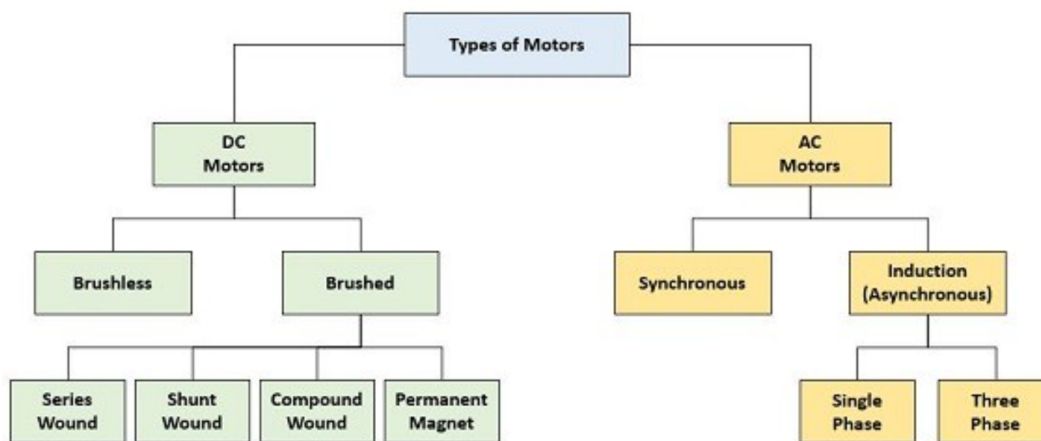 Types of Motors
DC
Motors
AC
Motors
Brushless
Brushed
Synchronous
Induction
(Asynchronous)
Series
Wound
Shunt
Wound
Compound
Wound
Permanent
Magnet
Single
Phase
Three
Phase